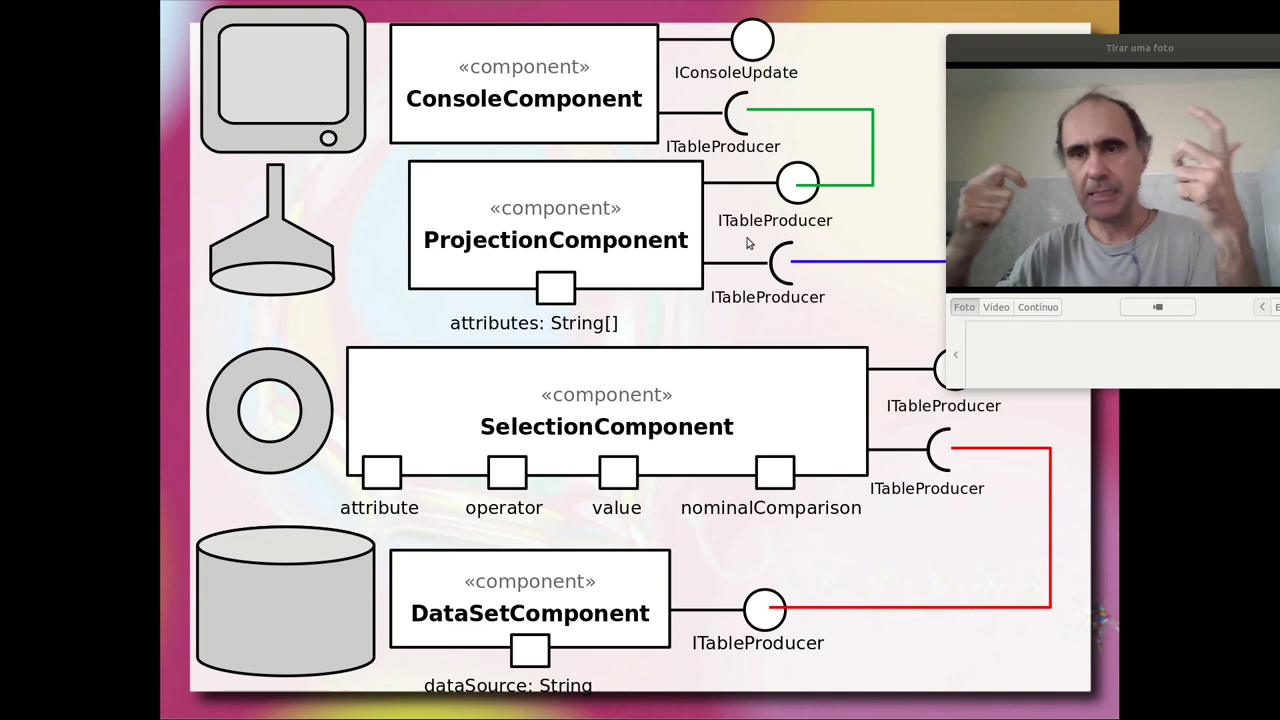 «component»
ConsoleComponent
IConsoleUpdate
ITableProducer
Tirar uma foto
«component»
ProjectionComponent
ITableProducer
ITableProducer
attributes: String[]
Foto Vídeo Contínuo
«component»
SelectionComponent
ITableProducer
ITableProducer
attribute operator value nominalComparison
«component»
DataSetComponent
ITableProducer
dataSource: String